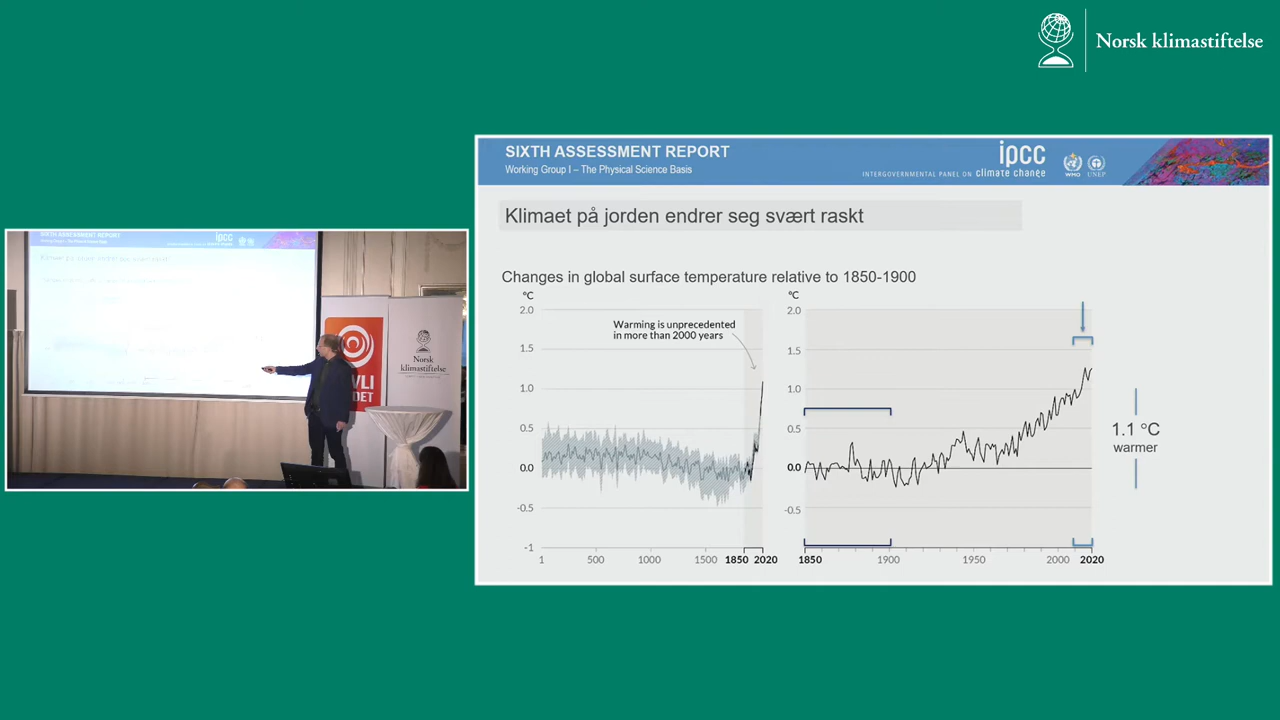 Norsk klimastiftelse
SIXTH ASSESSMENT REPORT
Working Group I – The Physical Science Basis
ipcc
INTERGOVERNMENTAL PANEL ON climate change
WMO
UNEP
Klimaet på jorden endrer seg svært raskt
Changes in global surface temperature relative to 1850-1900
°C
2.0
1.5
1.0
0.5
0.0
-0.5
-1
Warming is unprecedented
in more than 2000 years
1
500
1000
1500
1850
2020
°C
2.0
1.5
1.0
0.5
0.0
-0.5
1850
1900
1950
2000
2020
1.1 °C
warmer
SIXTH ASSESSMENT REPORT
ipcc
Norsk
klimastiftelse